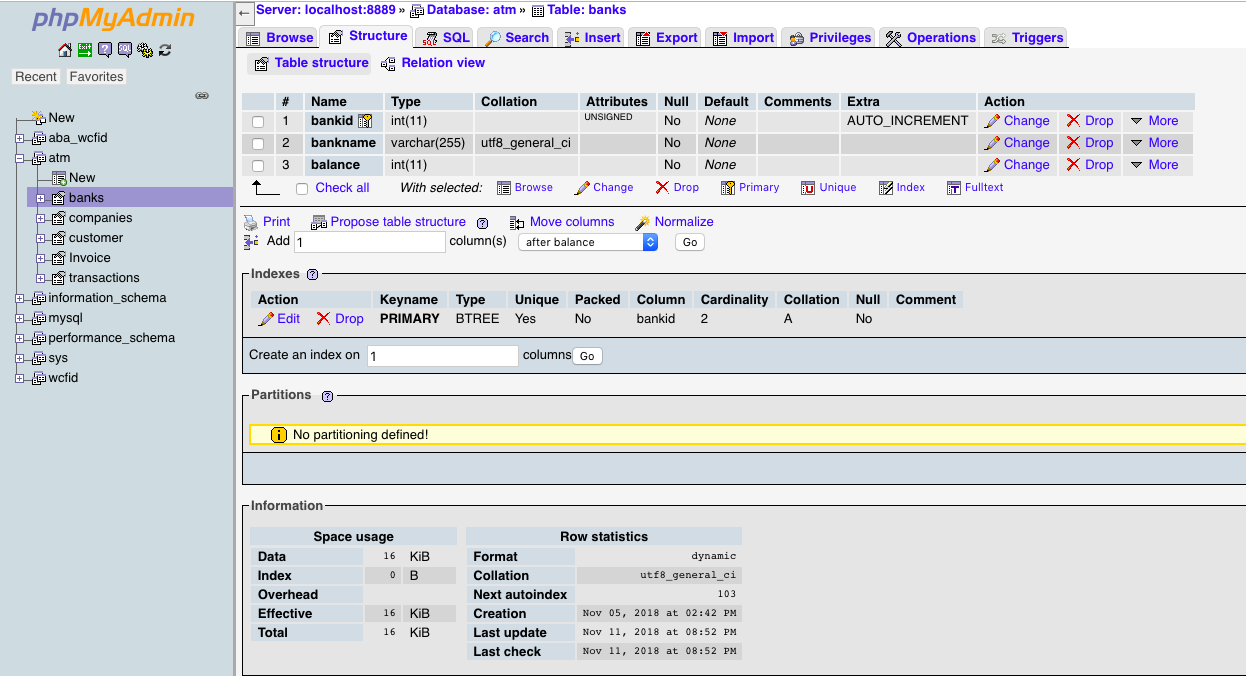 phpMyAdmin
Recent Favorites
New
aba_wcfid
atm
New
banks
companies
customer
Invoice
transactions
information_schema
mysql
performance_schema
sys
wcfid
Server: localhost:8889 » Database: atm » Table: banks
Browse Structure SQL Search Insert Export Import Privileges Operations Triggers
Table structure Relation view
# Name Type Collation Attributes Null Default Comments Extra Action
1 bankid int(11) UNSIGNED No None AUTO_INCREMENT Change Drop More
2 bankname varchar(255) utf8_general_ci No None Change Drop More
3 balance int(11) No None Change Drop More
Check all With selected: Browse Change Drop Primary Unique Index Fulltext
Print Propose table structure Move columns Normalize
Add 1 column(s) after balance Go
Indexes
Action Keyname Type Unique Packed Column Cardinality Collation Null Comment
Edit Drop PRIMARY BTREE Yes No bankid 2 A No
Create an index on 1 columns Go
Partitions
No partitioning defined!
Information
Space usage
Data 16 KiB
Index 0 B
Overhead
Effective 16 KiB
Total 16 KiB
Row statistics
Format dynamic
Collation utf8_general_ci
Next autoindex 103
Creation Nov 05, 2018 at 02:42 PM
Last update Nov 11, 2018 at 08:52 PM
Last check Nov 11, 2018 at 08:52 PM